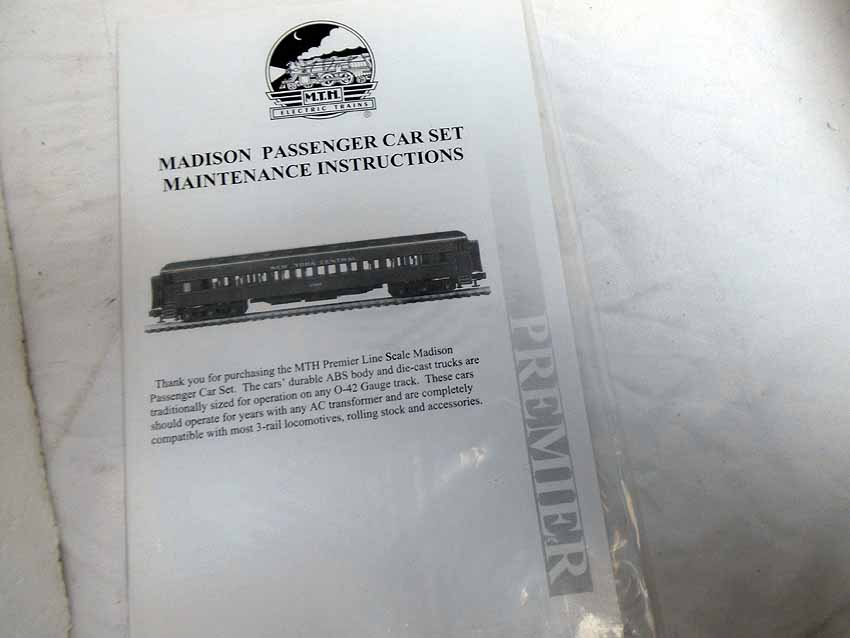 M.T.H.
ELECTRIC TRAINS
®
MADISON PASSENGER CAR SET
MAINTENANCE INSTRUCTIONS
NEW YORK CENTRAL
Thank you for purchasing the MTH Premier Line Scale Madison
Passenger Car Set. The cars' durable ABS body and die-cast trucks are
traditionally sized for operation on any O-42 Gauge track. These cars
should operate for years with any AC transformer and are completely
compatible with most 3-rail locomotives, rolling stock and accessories.
PREMIER